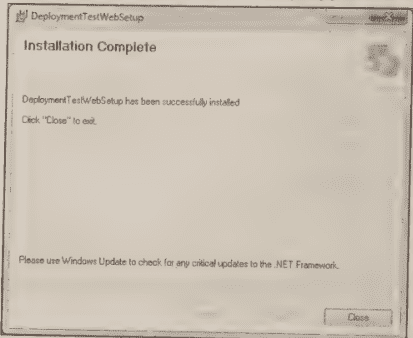 DeploymentTestWebSetup
Installation Complete
DeploymentTestWebSetup has been successfully installed
Click "Close" to exit.
Please use Windows Update to check for any critical updates to the .NET Framework.
Close